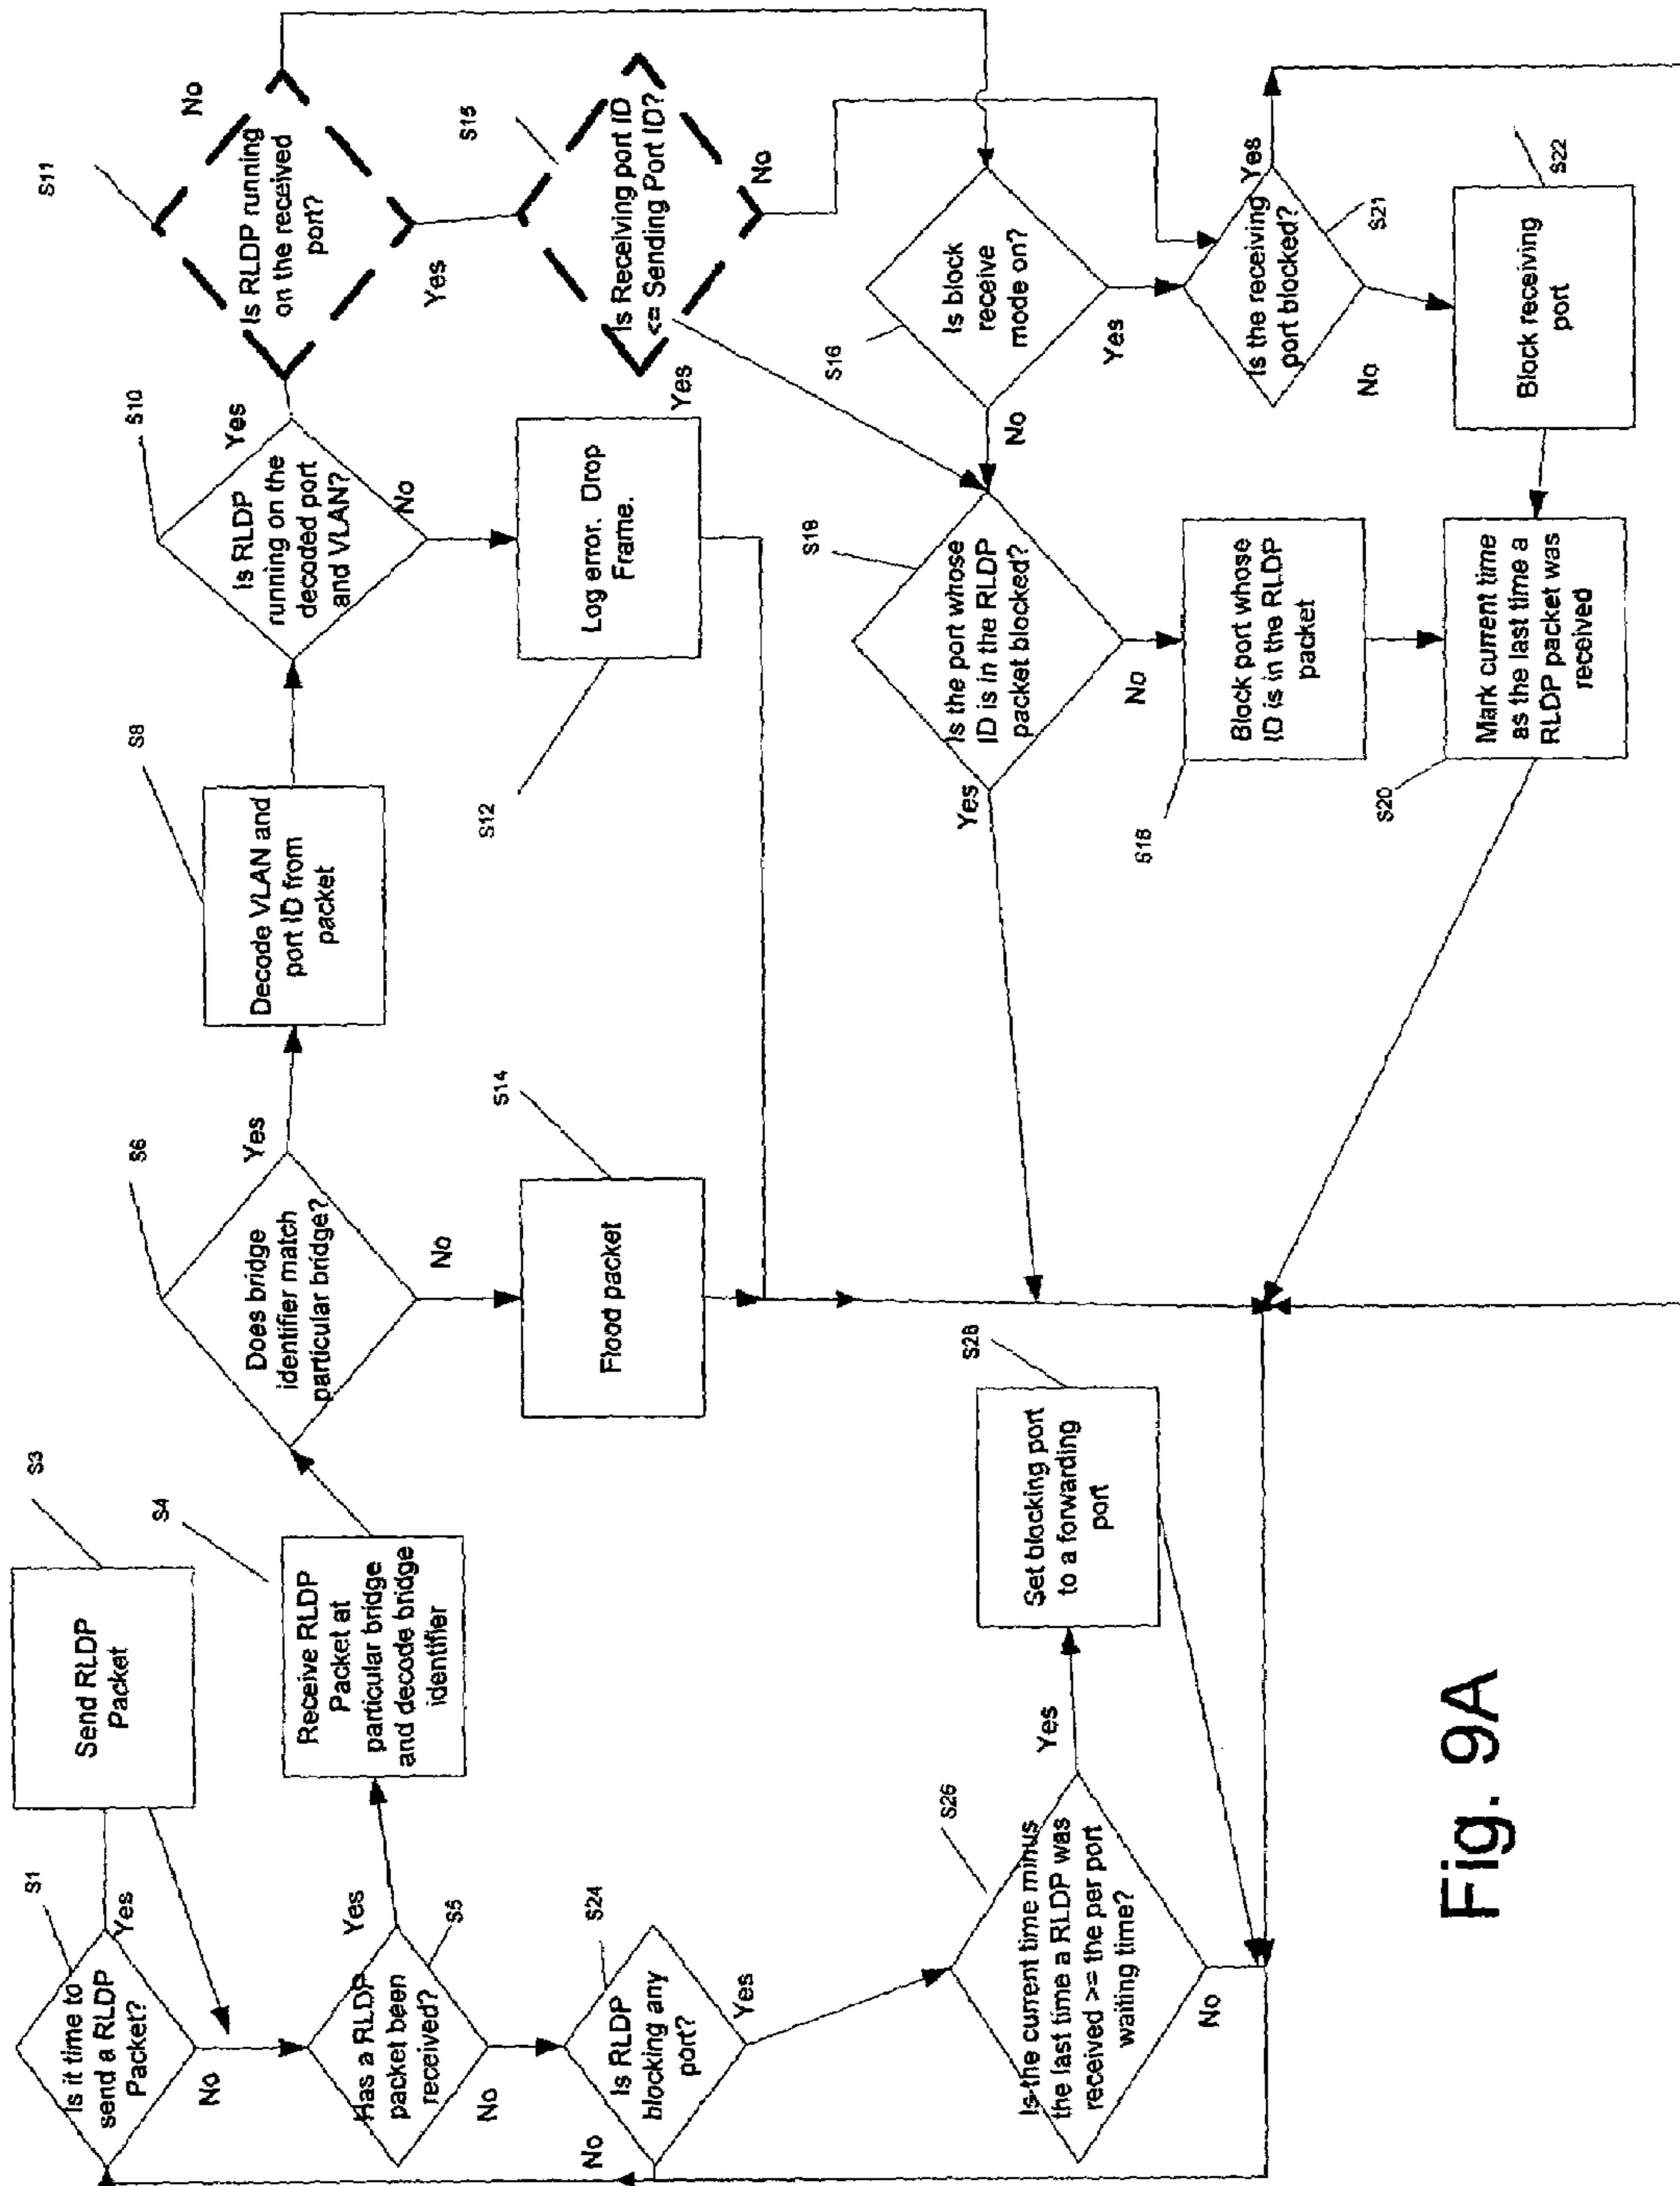 S1
Is it time to
send a RLDP
Packet?
Yes
No
S3
Send RLDP
Packet
S5
Has a RLDP
packet been
received?
Yes
No
S4
Receive RLDP
Packet at
particular bridge
and decode bridge
identifier
S6
Does bridge
identifier match
particular bridge?
Yes
No
S8
Decode VLAN and
port ID from
packet
S10
Is RLDP
running on the
decoded port
and VLAN?
Yes
No
S11
Is RLDP running
on the received
port?
No
Yes
S14
Flood packet
S12
Log error. Drop
Frame.
S15
Is Receiving port ID
<= Sending Port ID?
Yes
No
S24
Is RLDP
blocking any
port?
No
Yes
S26
Is the current time minus
the last time a RLDP was
received >= the per port
waiting time?
Yes
No
S28
Set blocking port
to a forwarding
port
S16
Is block
receive
mode on?
No
Yes
S19
Is the port whose
ID is in the RLDP
packet blocked?
Yes
No
S18
Block port whose
ID is in the RLDP
packet
S21
Is the receiving
port blocked?
Yes
No
S22
Block receiving
port
S20
Mark current time
as the last time a
RLDP packet was
received
Fig. 9A